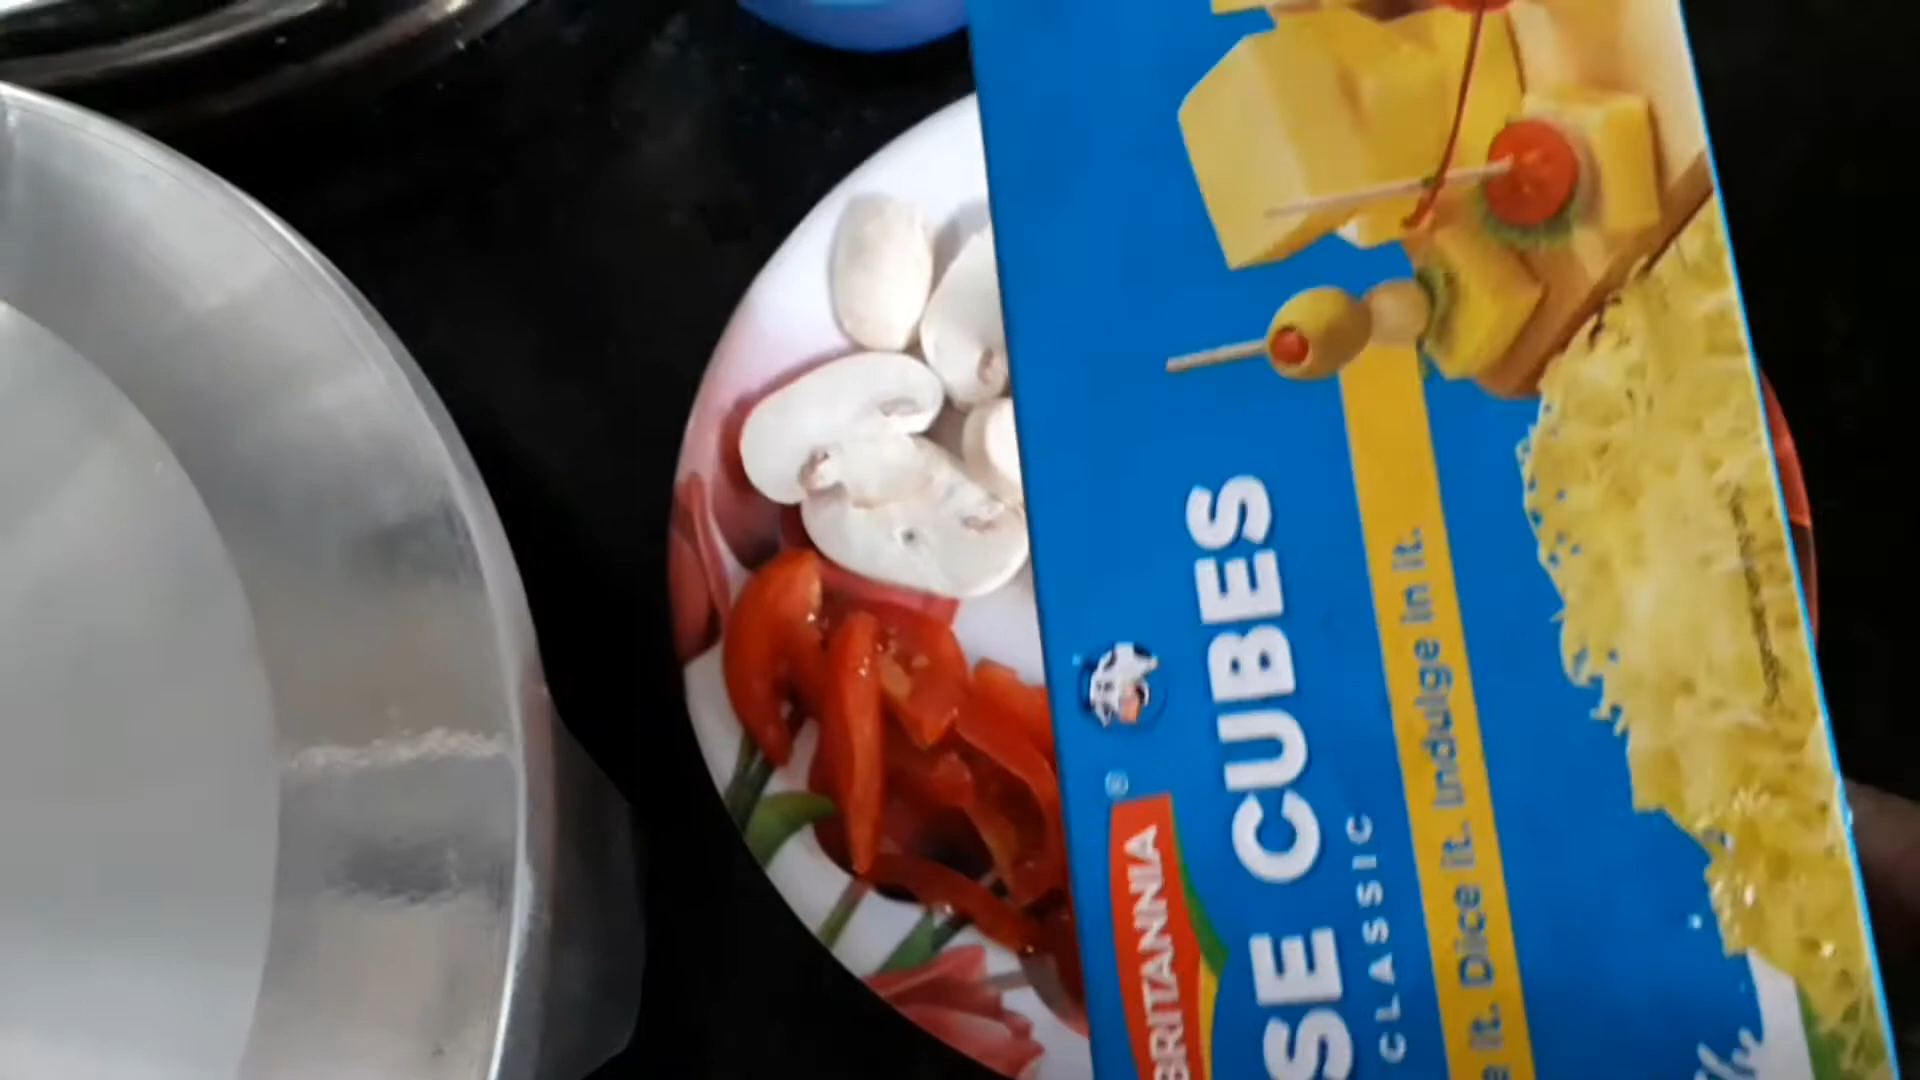 BRITANNIA
®
SE CUBES
CLASSIC
e it. Dice it. Indulge in it.